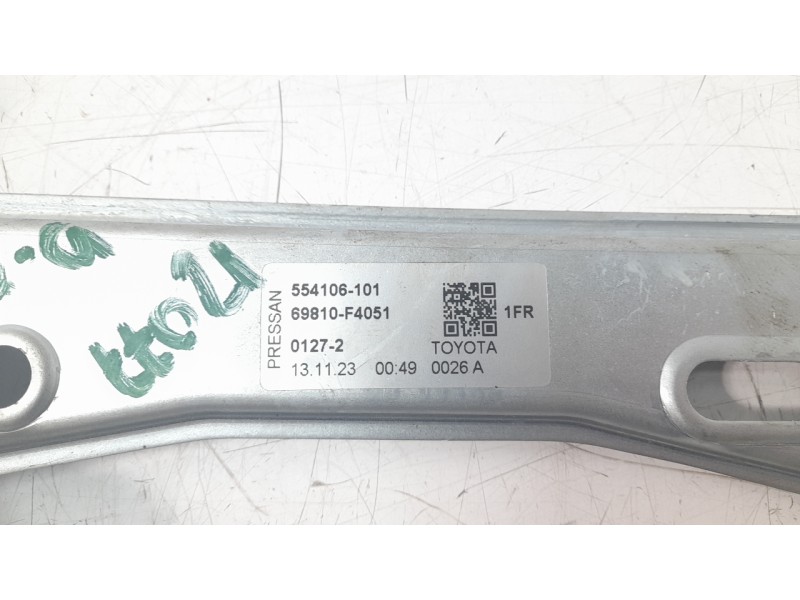 PRESSAN
554106-101
69810-F4051
1FR
0127-2 TOYOTA
13.11.23 00:49 0026 A